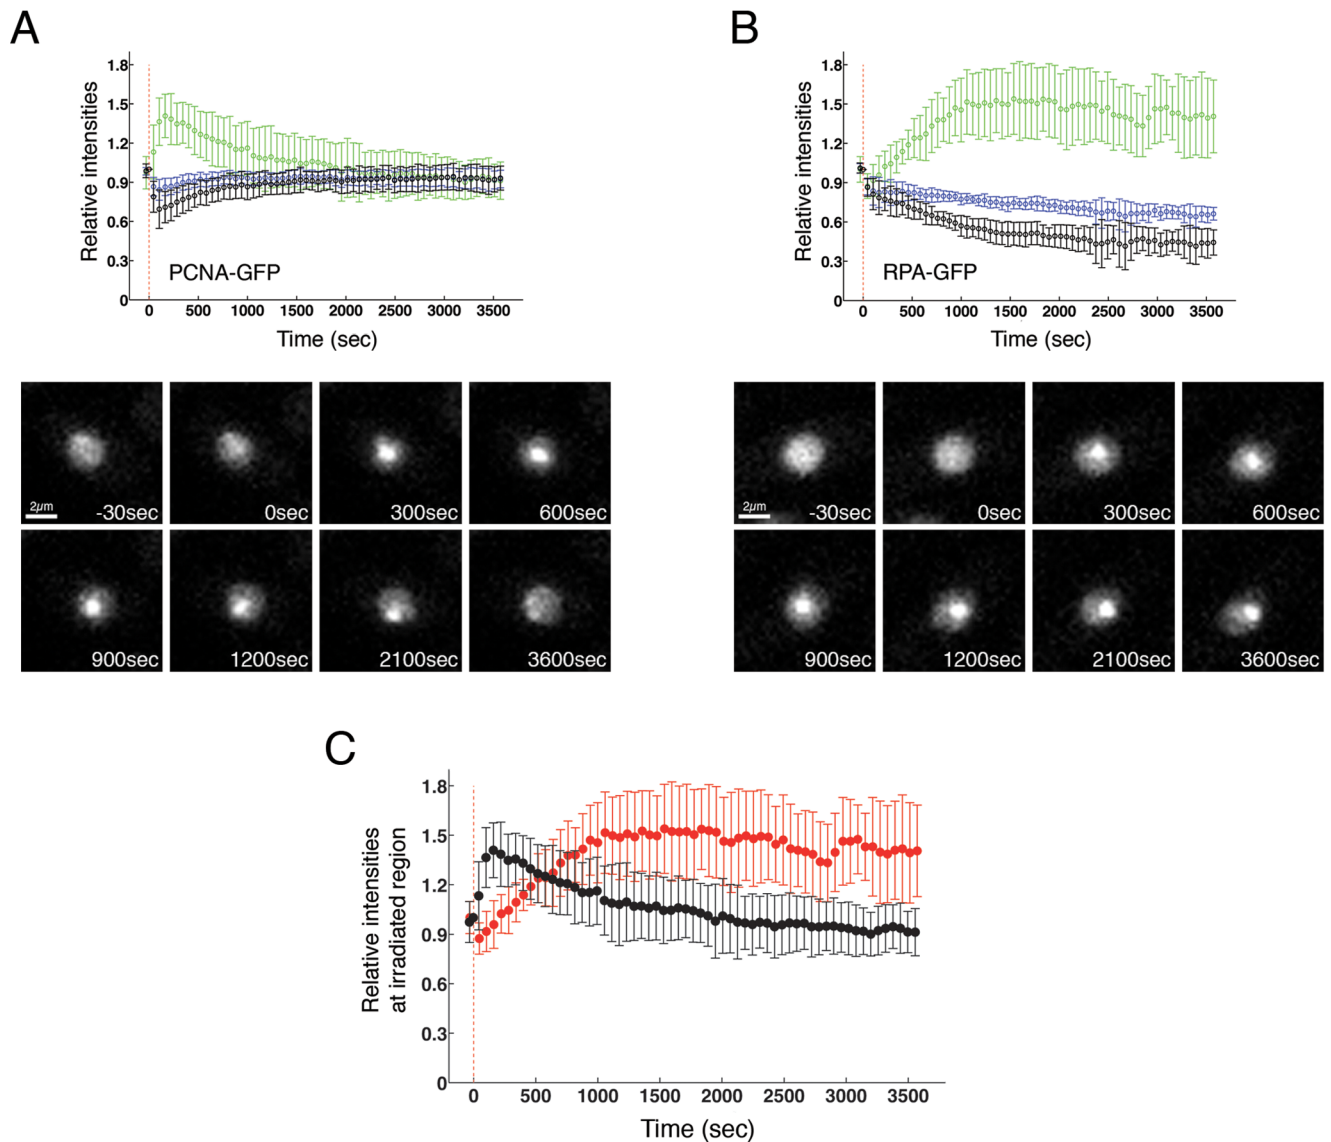 A
Relative intensities
1.8
1.5
1.2
0.9
0.6
0.3
0
PCNA-GFP
0 500 1000 1500 2000 2500 3000 3500
Time (sec)
2µm
-30sec
0sec
300sec
600sec
900sec
1200sec
2100sec
3600sec
B
Relative intensities
1.8
1.5
1.2
0.9
0.6
0.3
0
RPA-GFP
0 500 1000 1500 2000 2500 3000 3500
Time (sec)
2µm
-30sec
0sec
300sec
600sec
900sec
1200sec
2100sec
3600sec
C
Relative intensities
at irradiated region
1.8
1.5
1.2
0.9
0.6
0.3
0
0 500 1000 1500 2000 2500 3000 3500
Time (sec)